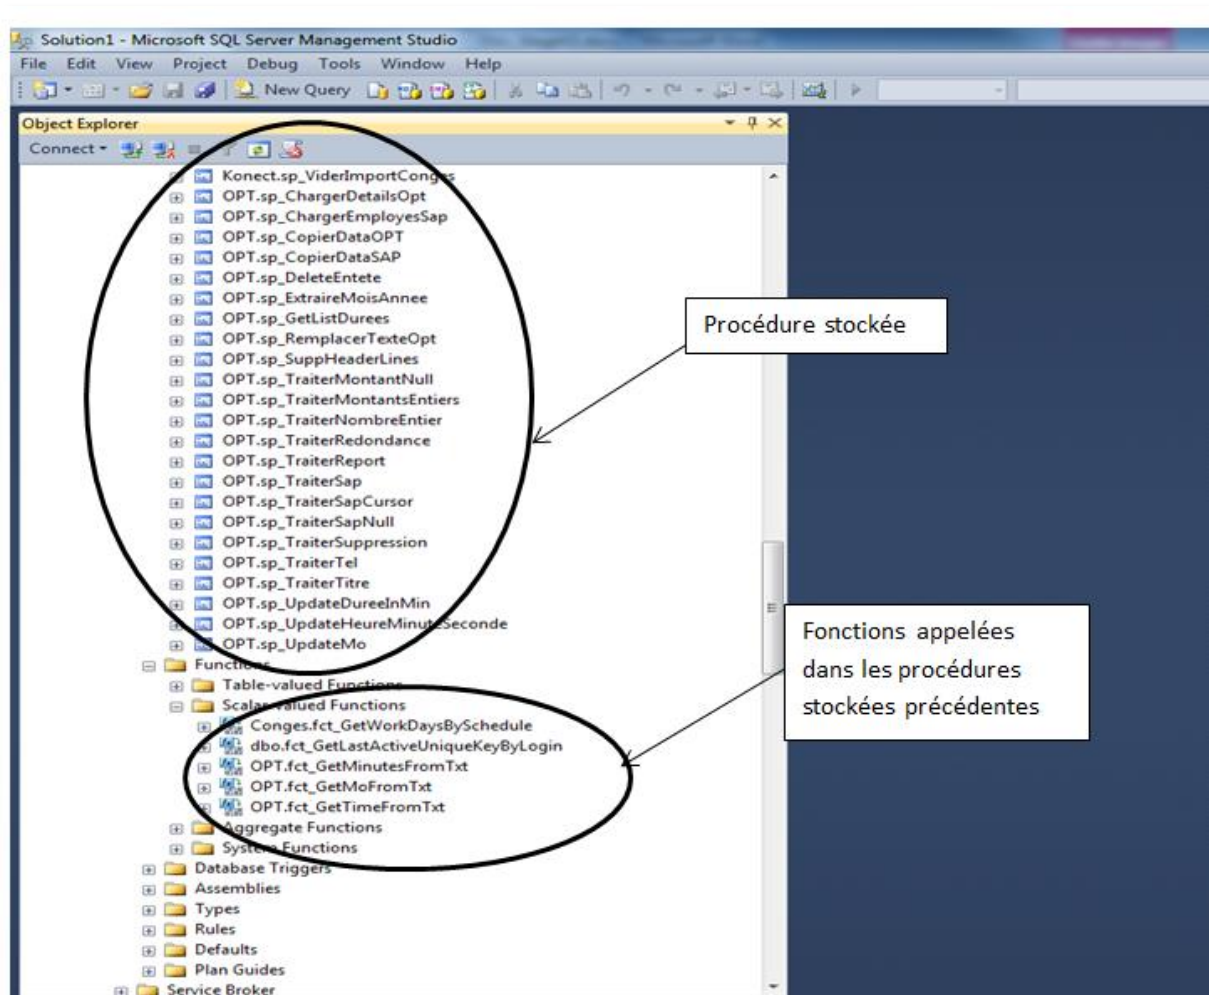 Solution1 - Microsoft SQL Server Management Studio
File Edit View Project Debug Tools Window Help
New Query
Object Explorer
Connect
Konect.sp_ViderImportConges
OPT.sp_ChargerDetailsOpt
OPT.sp_ChargerEmployesSap
OPT.sp_CopierDataOPT
OPT.sp_CopierDataSAP
OPT.sp_DeleteEntete
OPT.sp_ExtraireMoisAnnee
OPT.sp_GetListDurees
OPT.sp_RemplacerTexteOpt
OPT.sp_SuppHeaderLines
OPT.sp_TraiterMontantNull
OPT.sp_TraiterMontantsEntiers
OPT.sp_TraiterNombreEntier
OPT.sp_TraiterRedondance
OPT.sp_TraiterReport
OPT.sp_TraiterSap
OPT.sp_TraiterSapCursor
OPT.sp_TraiterSapNull
OPT.sp_TraiterSuppression
OPT.sp_TraiterTel
OPT.sp_TraiterTitre
OPT.sp_UpdateDureeInMin
OPT.sp_UpdateHeureMinuteSeconde
OPT.sp_UpdateMo
Functions
Table-valued Functions
Scalar-valued Functions
Conges.fct_GetWorkDaysBySchedule
dbo.fct_GetLastActiveUniqueKeyByLogin
OPT.fct_GetMinutesFromTxt
OPT.fct_GetMoFromTxt
OPT.fct_GetTimeFromTxt
Aggregate Functions
System Functions
Database Triggers
Assemblies
Types
Rules
Defaults
Plan Guides
Service Broker
Procédure stockée
Fonctions appelées
dans les procédures
stockées précédentes